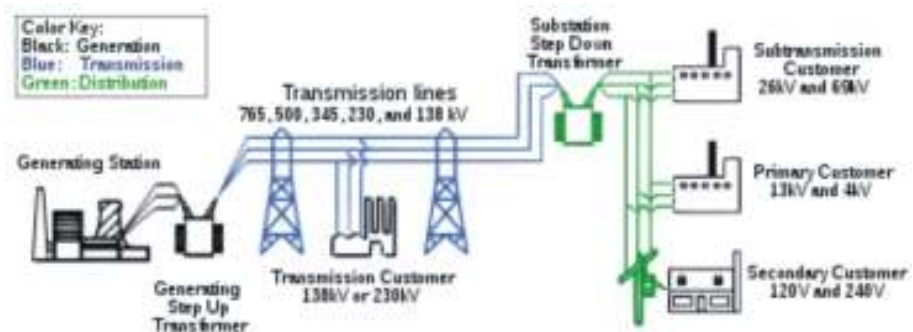 Color Key:
Black: Generation
Blue: Transmission
Green: Distribution
Substation
Step Down
Transformer
Subtransmission
Customer
26kV and 69kV
Transmission lines
765, 500, 345, 230, and 138 kV
Generating Station
Primary Customer
13kV and 4kV
Transmission Customer
138kV or 230kV
Generating
Step Up
Transformer
Secondary Customer
120V and 240V